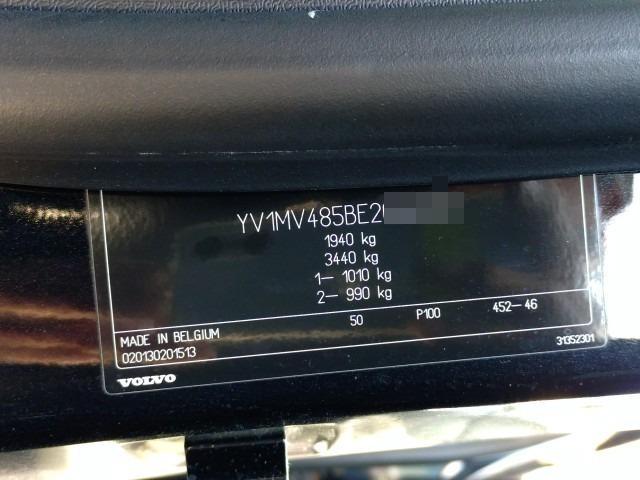 YV1MV485BE2
1940 kg
3440 kg
1– 1010 kg
2– 990 kg
50 P100 452–46
MADE IN BELGIUM
020130201513 31352301
VOLVO